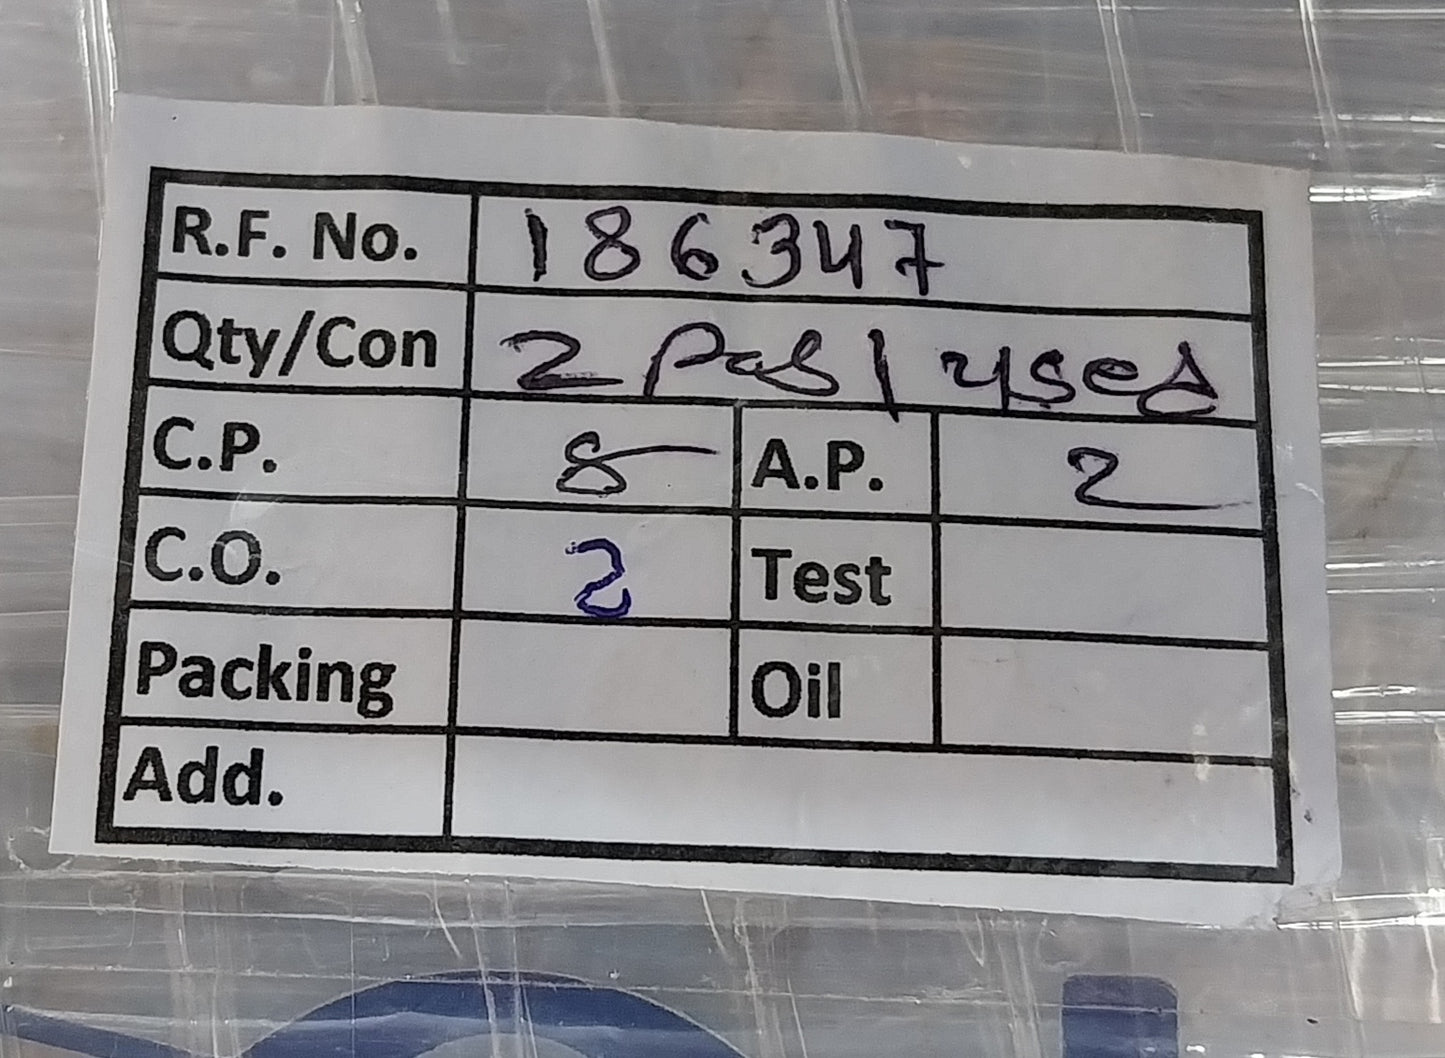 R.F. No. 186347
Qty/Con 2 Pcs / used
C.P. 8 A.P. 2
C.O. 2 Test
Packing Oil
Add.